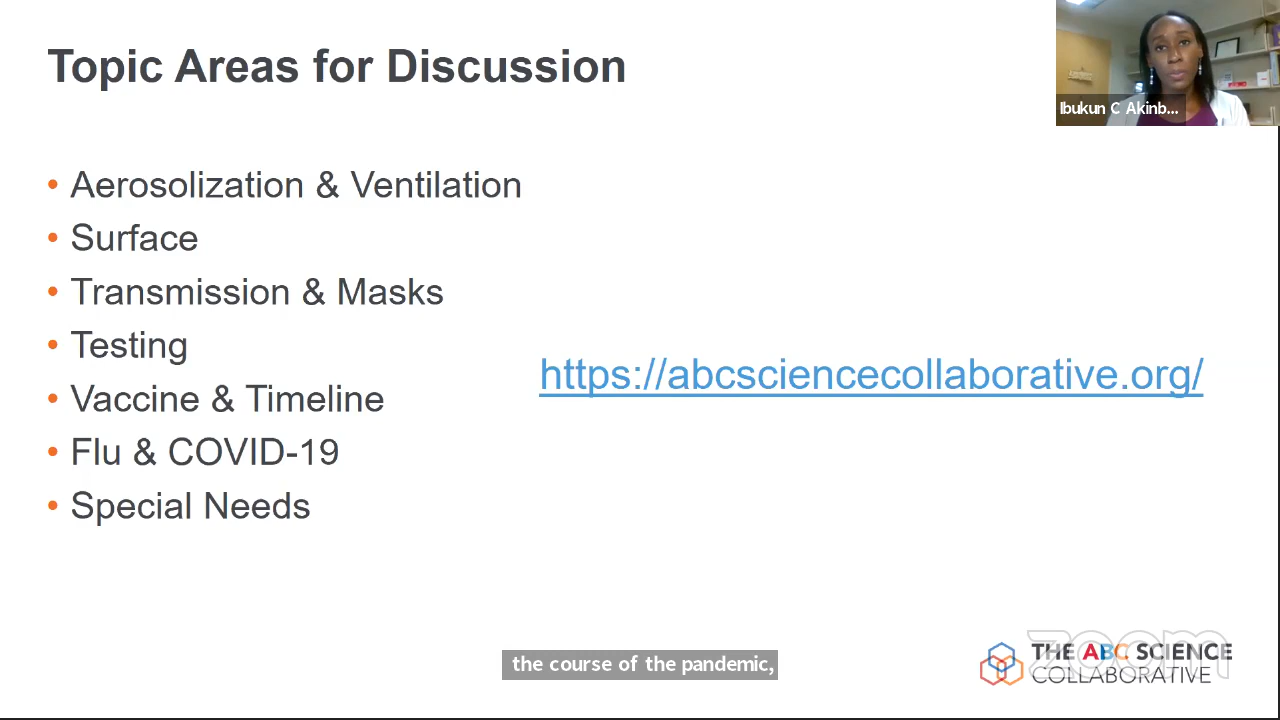 Topic Areas for Discussion
Ibukun C Akinb...
• Aerosolization & Ventilation
• Surface
• Transmission & Masks
• Testing
• Vaccine & Timeline
• Flu & COVID-19
• Special Needs
https://abcsciencecollaborative.org/
the course of the pandemic,
zoom
THE ABC SCIENCE
COLLABORATIVE